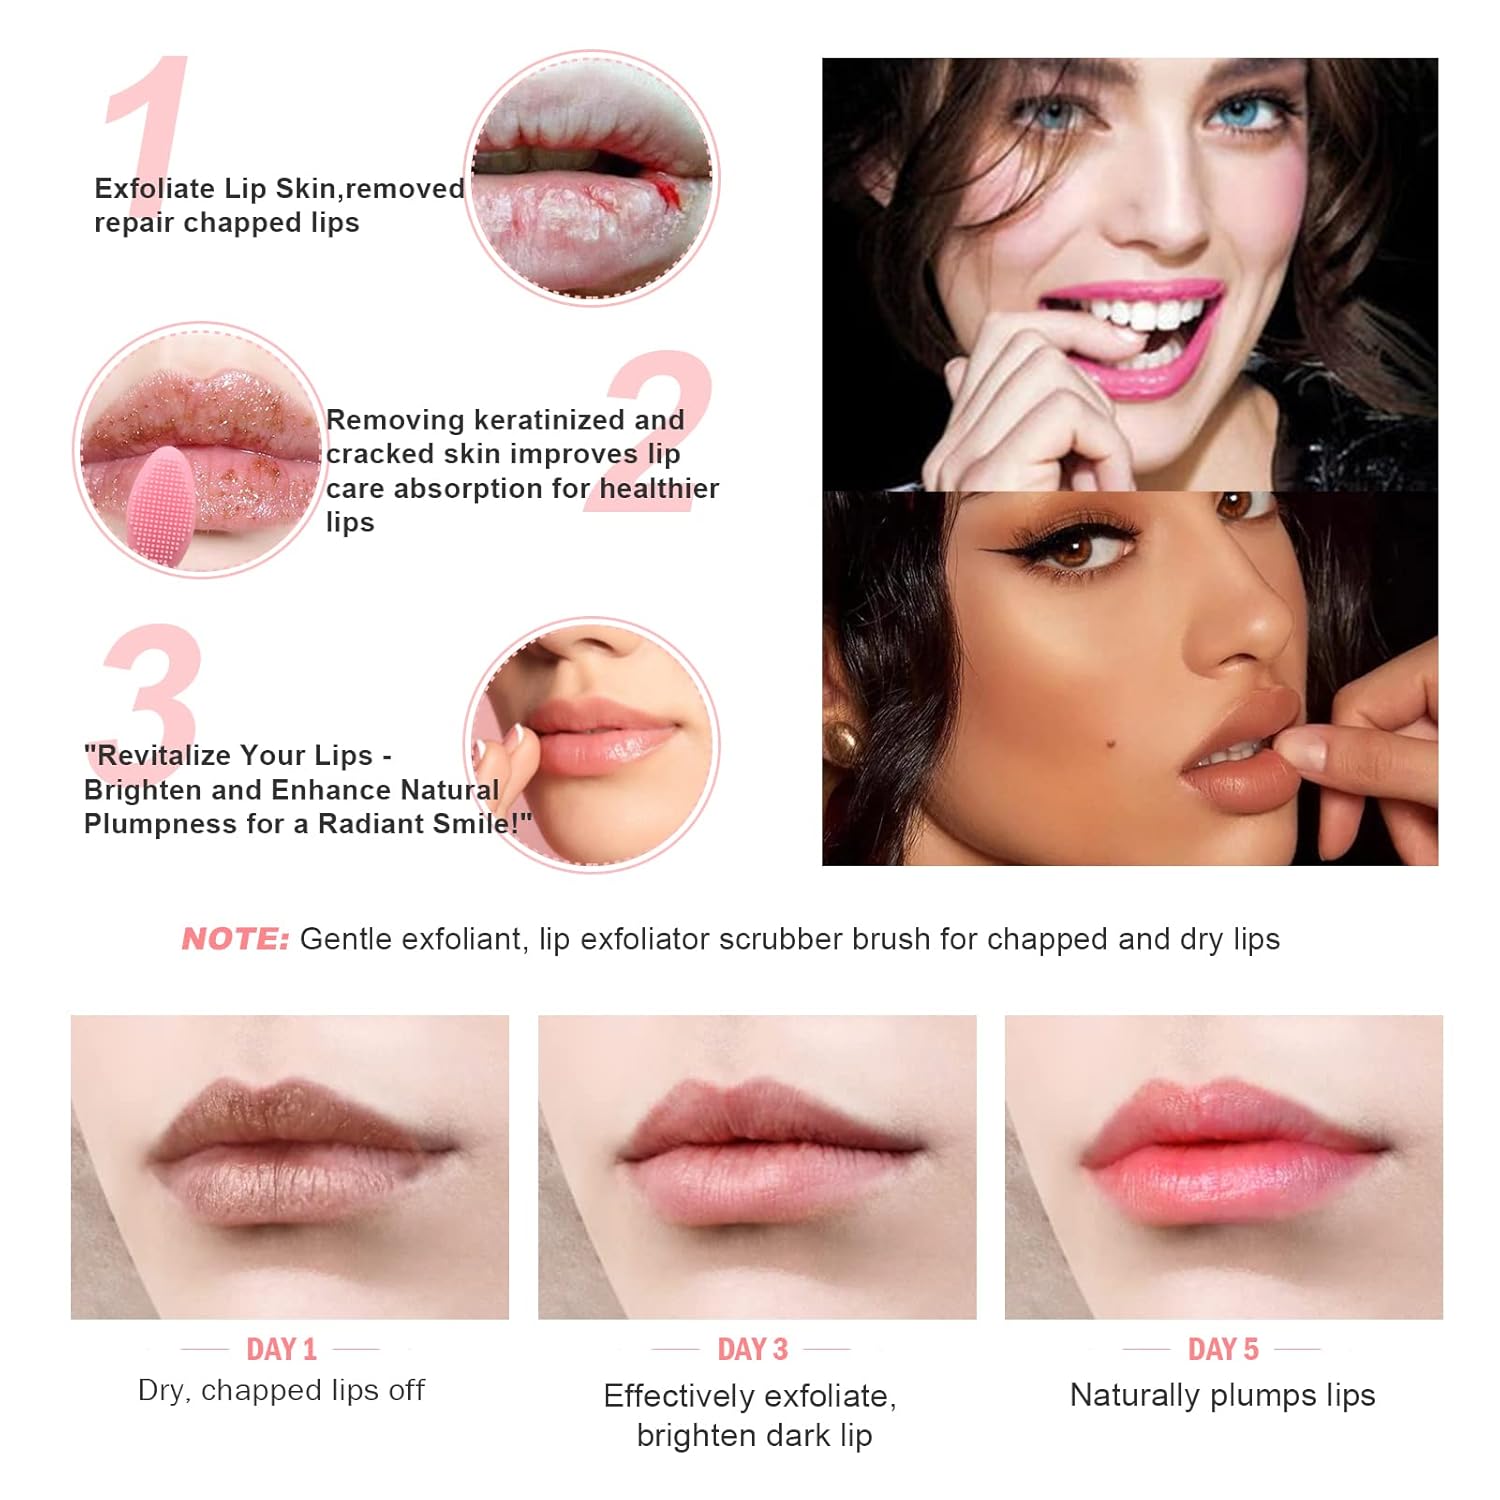 1
Exfoliate Lip Skin,removed
repair chapped lips
2
Removing keratinized and
cracked skin improves lip
care absorption for healthier
lips
3
"Revitalize Your Lips -
Brighten and Enhance Natural
Plumpness for a Radiant Smile!"
NOTE: Gentle exfoliant, lip exfoliator scrubber brush for chapped and dry lips
DAY 1
Dry, chapped lips off
DAY 3
Effectively exfoliate,
brighten dark lip
DAY 5
Naturally plumps lips